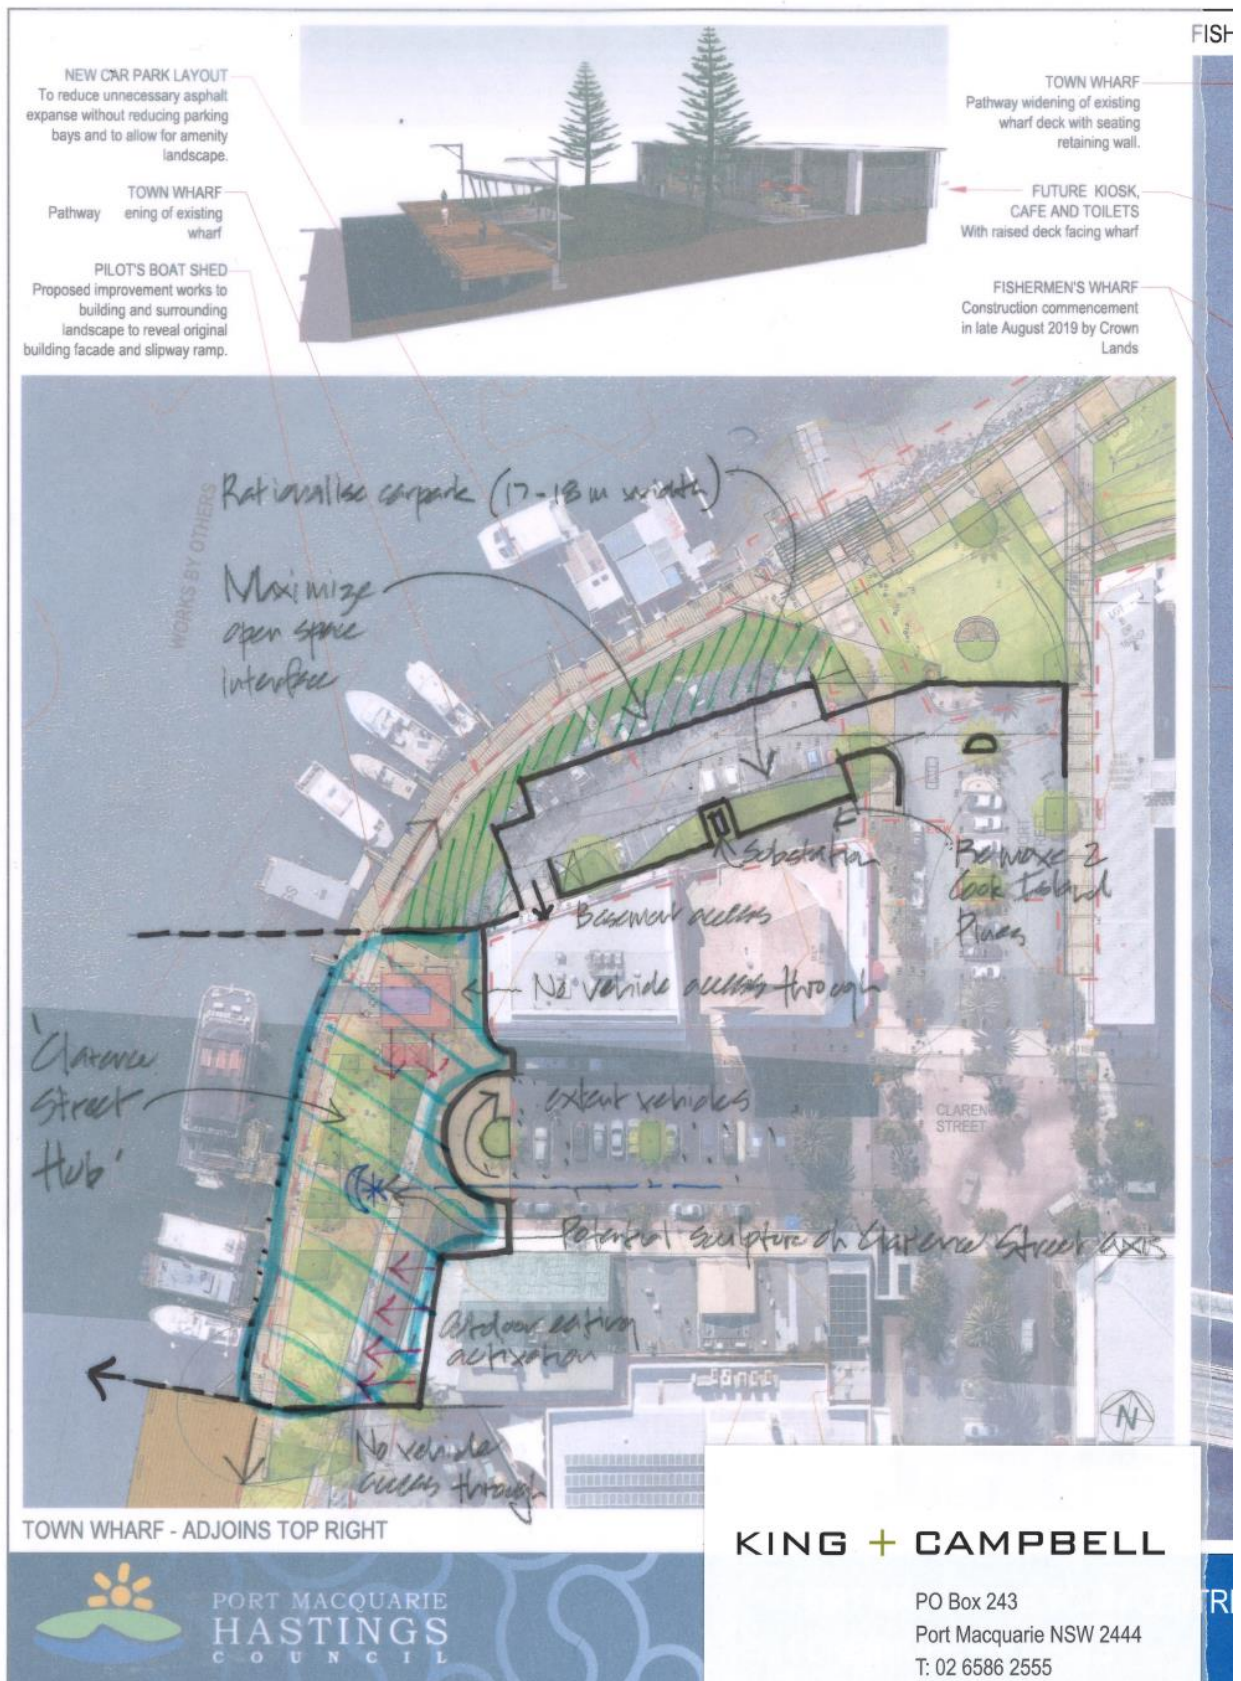 FISH
NEW CAR PARK LAYOUT
To reduce unnecessary asphalt
expanse without reducing parking
bays and to allow for amenity
landscape.
TOWN WHARF
Pathway ening of existing
wharf
PILOT'S BOAT SHED
Proposed improvement works to
building and surrounding
landscape to reveal original
building facade and slipway ramp.
TOWN WHARF
Pathway widening of existing
wharf deck with seating
retaining wall.
FUTURE KIOSK,
CAFE AND TOILETS
With raised deck facing wharf
FISHERMEN'S WHARF
Construction commencement
in late August 2019 by Crown
Lands
WORKS BY OTHERS
Rationalise carpark (17-18m width)
Maximize
open space
interface
Substation
Remove 2
Cook Island
Pines
Basement access
No vehicle access through
'Clarence
Street
Hub'
extent vehicles
CLARENCE
STREET
Potential sculpture on Clarence Street axis
Outdoor eating
activation
No vehicle
access through
N
TOWN WHARF - ADJOINS TOP RIGHT
PORT MACQUARIE
HASTINGS
COUNCIL
KING + CAMPBELL
PO Box 243
Port Macquarie NSW 2444
T: 02 6586 2555
TRE